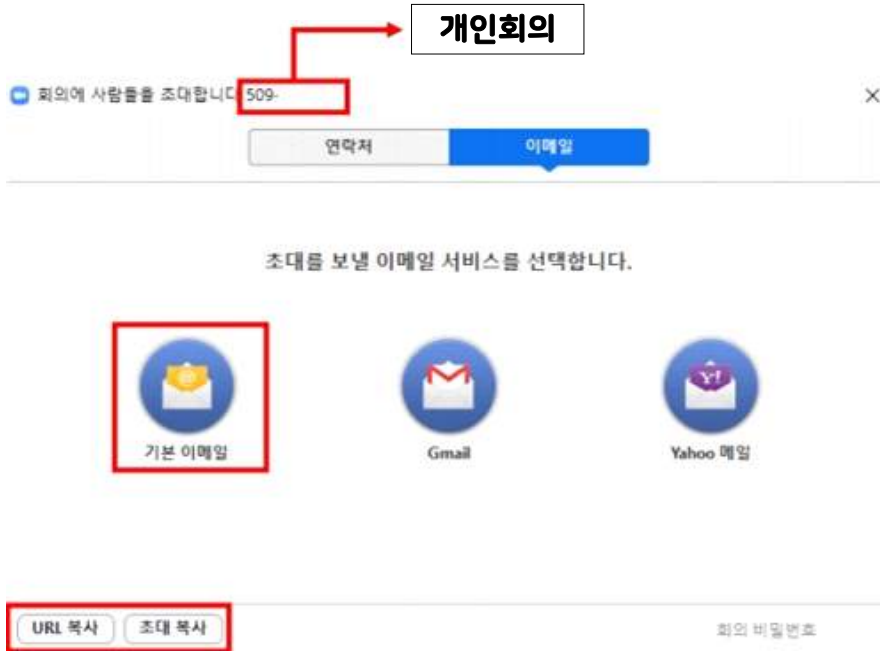 개인회의
회의에 사람들을 초대합니다 509-
연락처
이메일
초대를 보낼 이메일 서비스를 선택합니다.
기본 이메일
Gmail
Yahoo 메일
URL 복사
초대 복사
회의 비밀번호